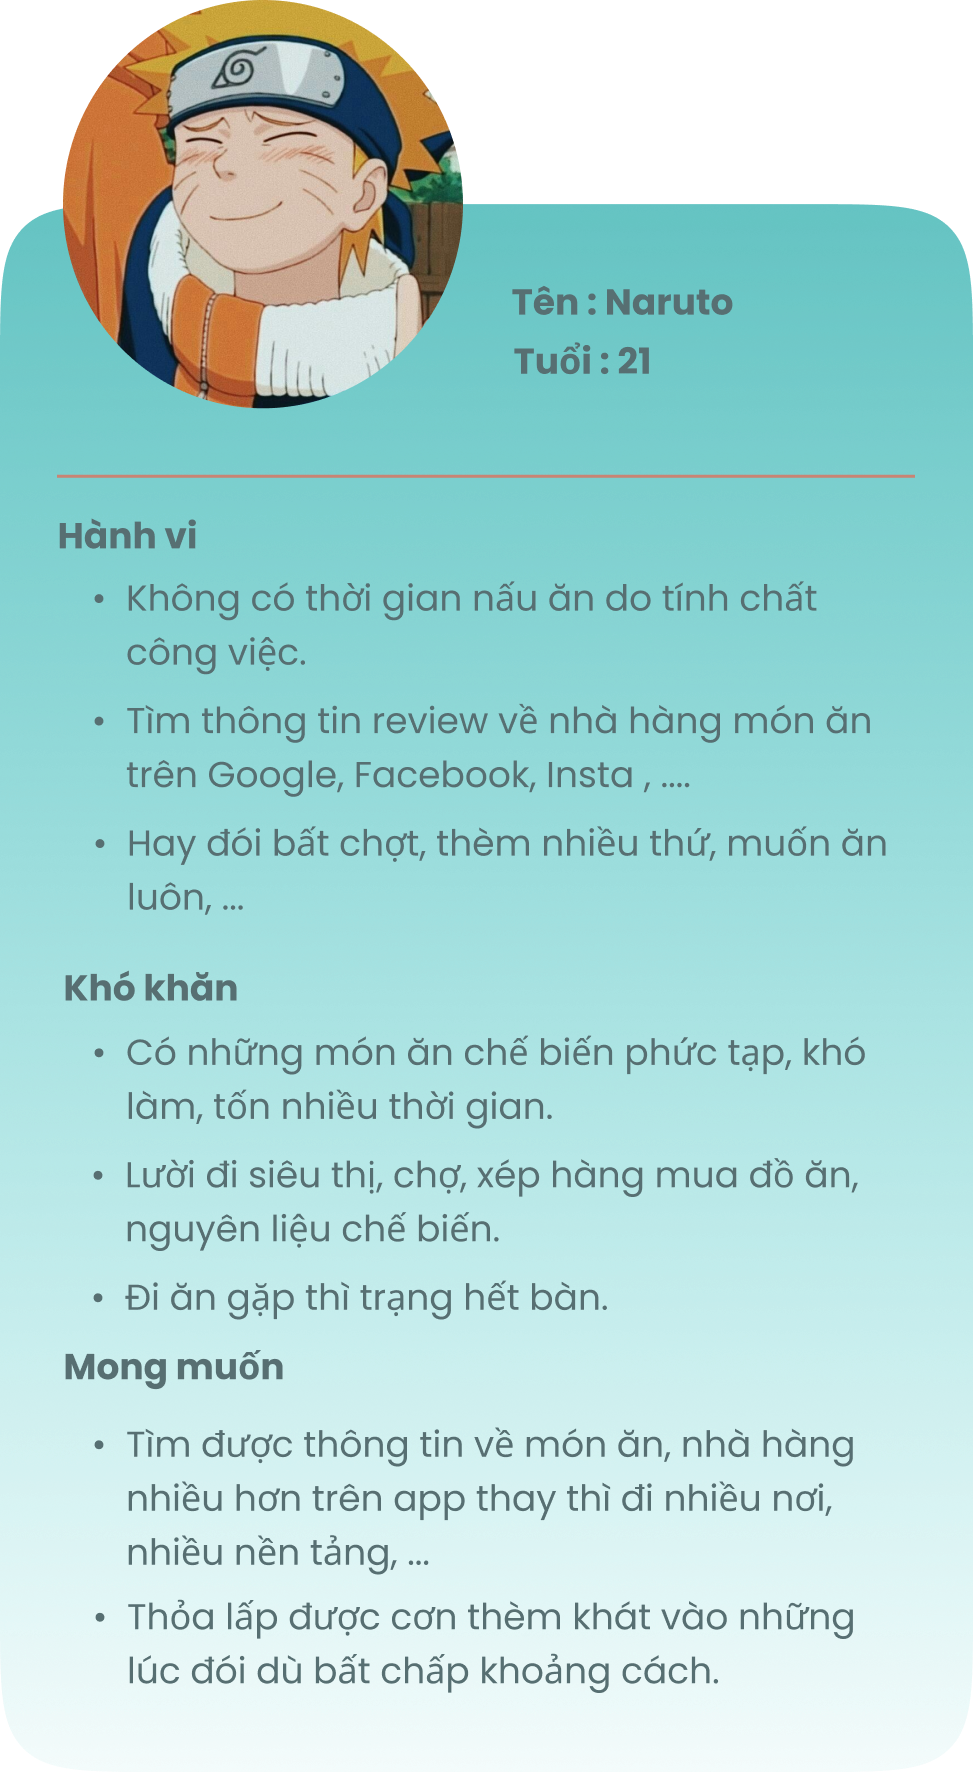 Tên : Naruto
Tuổi : 21
Hành vi
• Không có thời gian nấu ăn do tính chất
công việc.
• Tìm thông tin review về nhà hàng món ăn
trên Google, Facebook, Insta , ....
• Hay đói bất chợt, thèm nhiều thứ, muốn ăn
luôn, ...
Khó khăn
• Có những món ăn chế biến phức tạp, khó
làm, tốn nhiều thời gian.
• Lười đi siêu thị, chợ, xép hàng mua đồ ăn,
nguyên liệu chế biến.
• Đi ăn gặp thì trạng hết bàn.
Mong muốn
• Tìm được thông tin về món ăn, nhà hàng
nhiều hơn trên app thay thì đi nhiều nơi,
nhiều nền tảng, ...
• Thỏa lấp được cơn thèm khát vào những
lúc đói dù bất chấp khoảng cách.